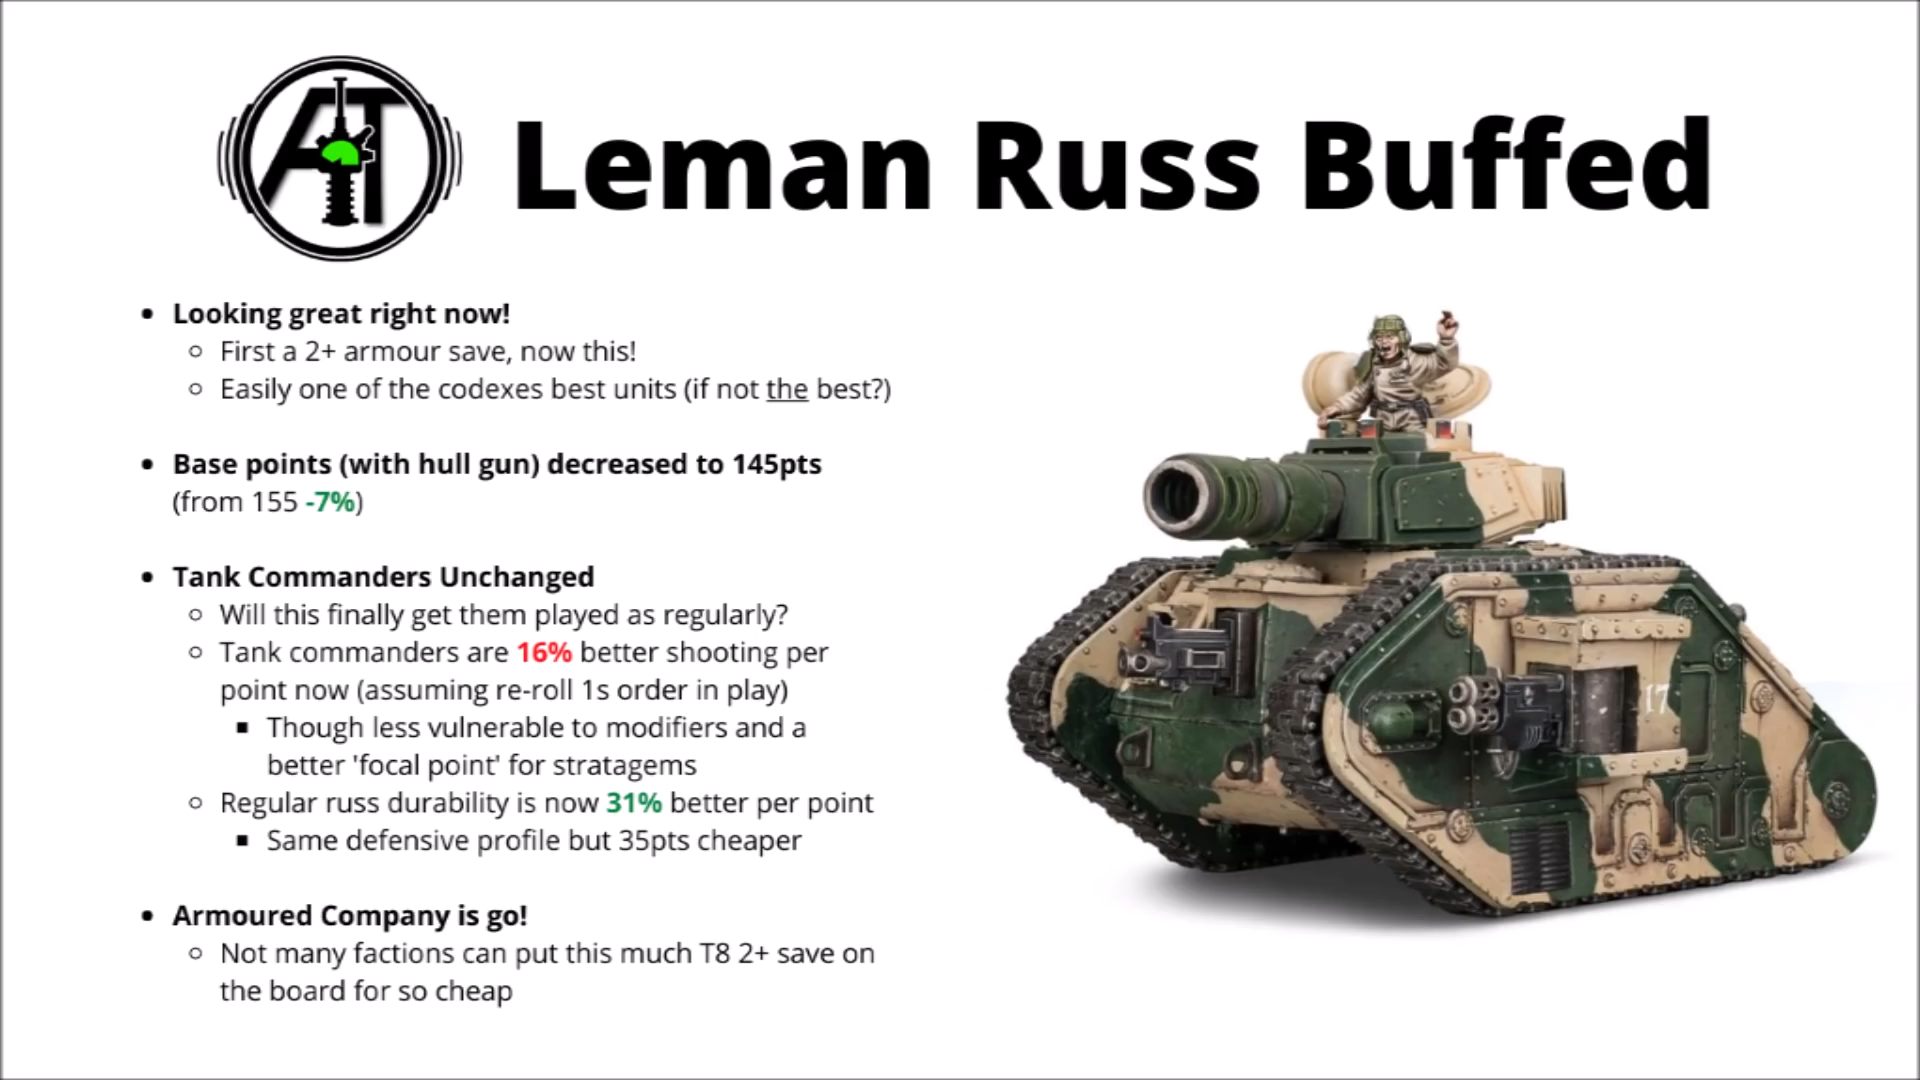 AT
Leman Russ Buffed
• Looking great right now!
○ First a 2+ armour save, now this!
○ Easily one of the codexes best units (if not the best?)
• Base points (with hull gun) decreased to 145pts
(from 155 -7%)
• Tank Commanders Unchanged
○ Will this finally get them played as regularly?
○ Tank commanders are 16% better shooting per
point now (assuming re-roll 1s order in play)
▪ Though less vulnerable to modifiers and a
better 'focal point' for stratagems
○ Regular russ durability is now 31% better per point
▪ Same defensive profile but 35pts cheaper
• Armoured Company is go!
○ Not many factions can put this much T8 2+ save on
the board for so cheap
17